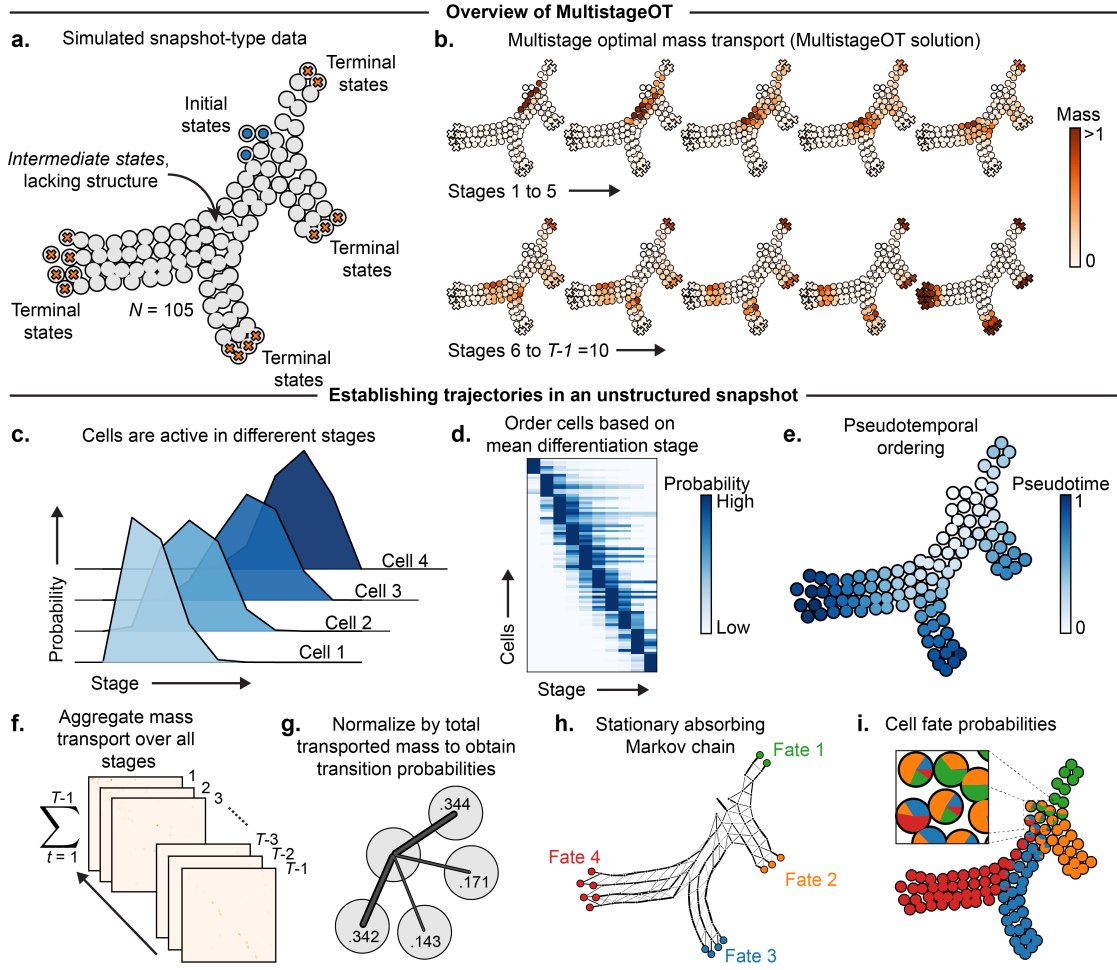 Overview of MultistageOT
a.
Simulated snapshot-type data
Terminal
states
Initial
states
Intermediate states,
lacking structure
Terminal
states
Terminal
states
N = 105
Terminal
states
b.
Multistage optimal mass transport (MultistageOT solution)
Stages 1 to 5
Stages 6 to T-1 =10
Mass
>1
0
Establishing trajectories in an unstructured snapshot
c.
Cells are active in differerent stages
Probability
Cell 4
Cell 3
Cell 2
Cell 1
Stage
d.
Order cells based on
mean differentiation stage
Cells
Stage
Probability
High
Low
e.
Pseudotemporal
ordering
Pseudotime
1
0
f.
Aggregate mass
transport over all
stages
T-1
∑
t = 1
1
2
3
T-3
T-2
T-1
g.
Normalize by total
transported mass to obtain
transition probabilities
.344
.171
.143
.342
h.
Stationary absorbing
Markov chain
Fate 1
Fate 2
Fate 3
Fate 4
i.
Cell fate probabilities